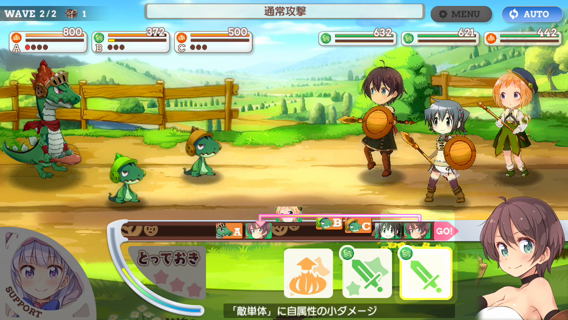 WAVE 2/2 1
通常攻撃
MENU
AUTO
800
A
372
B
500
C
632
621
442
A
B
C
GO!
とっておき
SUPPORT
「敵単体」に自属性の小ダメージ